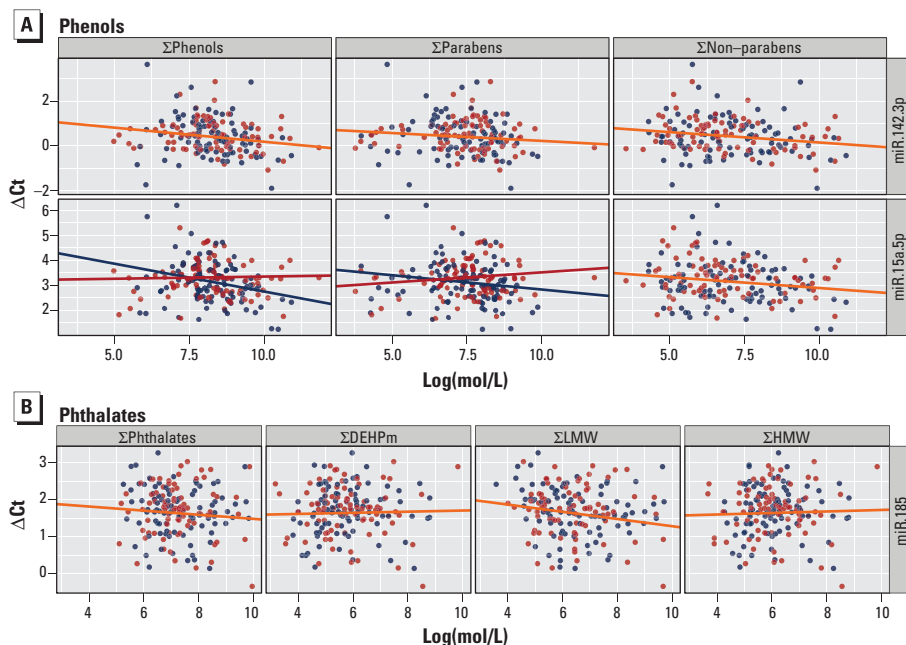 A Phenols
ΣPhenols ΣParabens ΣNon–parabens
2
0
–2
miR.142.3p
ΔCt
6
5
4
3
2
miR.15a.5p
5.0 7.5 10.0 5.0 7.5 10.0 5.0 7.5 10.0
Log(mol/L)
B Phthalates
ΣPhthalates ΣDEHPm ΣLMW ΣHMW
3
2
1
0
ΔCt
miR.185
4 6 8 10 4 6 8 10 4 6 8 10 4 6 8 10
Log(mol/L)